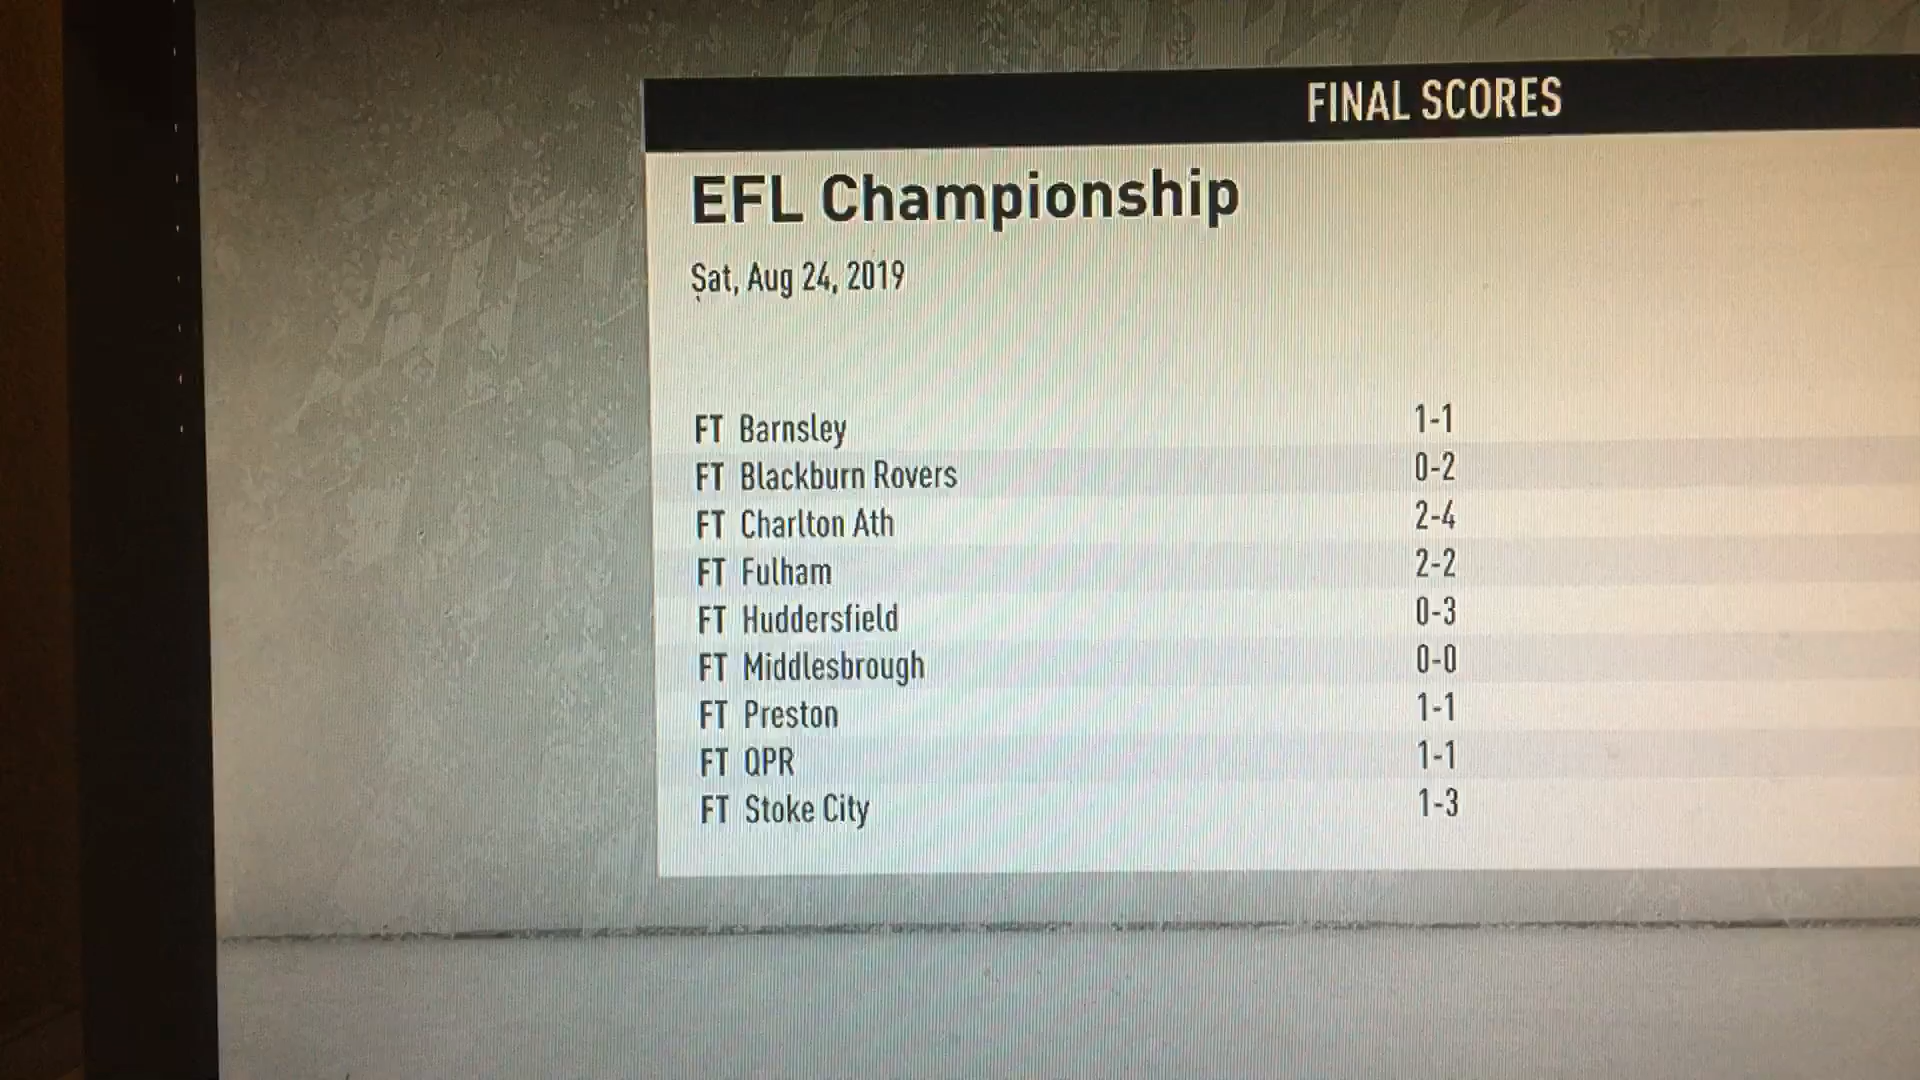 FINAL SCORES
EFL Championship
Sat, Aug 24, 2019
FT Barnsley 1-1
FT Blackburn Rovers 0-2
FT Charlton Ath 2-4
FT Fulham 2-2
FT Huddersfield 0-3
FT Middlesbrough 0-0
FT Preston 1-1
FT QPR 1-1
FT Stoke City 1-3